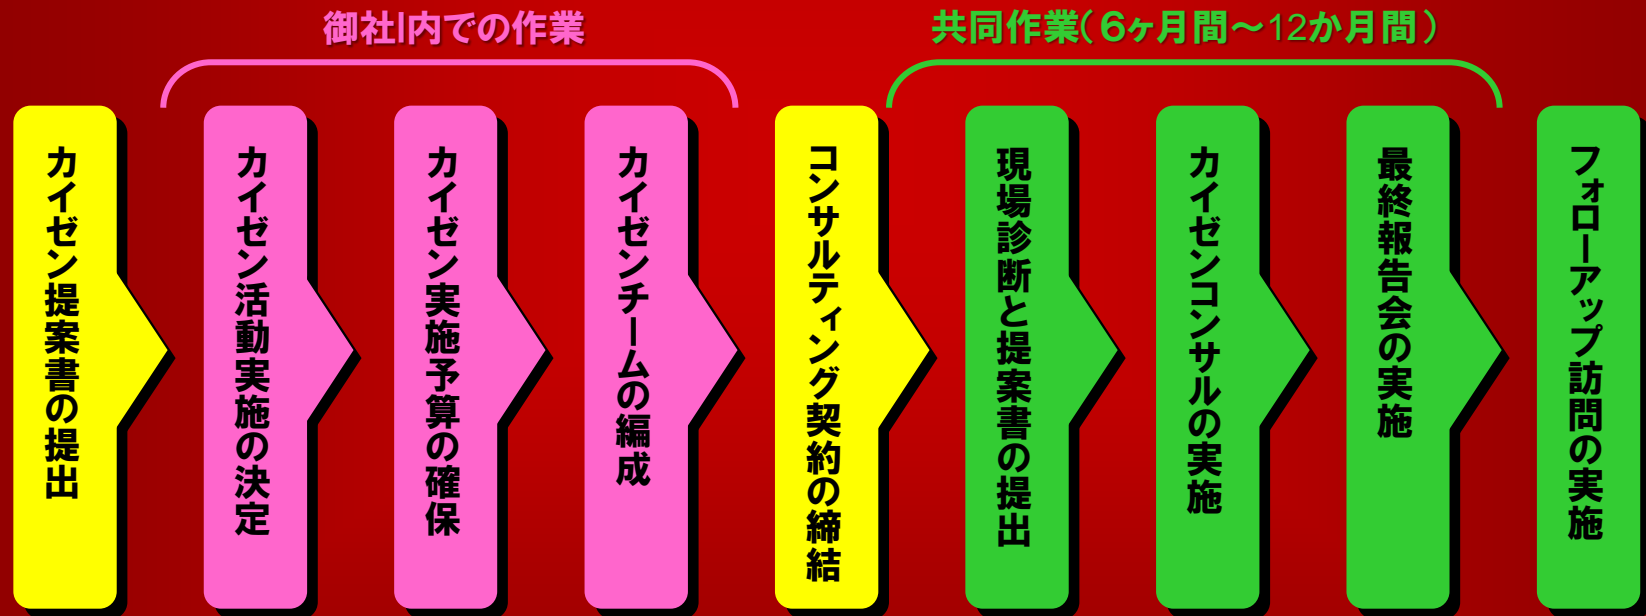 御社|内での作業
共同作業(６ヶ月間～12か月間)
カイゼン提案書の提出
カイゼン活動実施の決定
カイゼン実施予算の確保
カイゼンチームの編成
コンサルティング契約の締結
現場診断と提案書の提出
カイゼンコンサルの実施
最終報告会の実施
フォローアップ訪問の実施